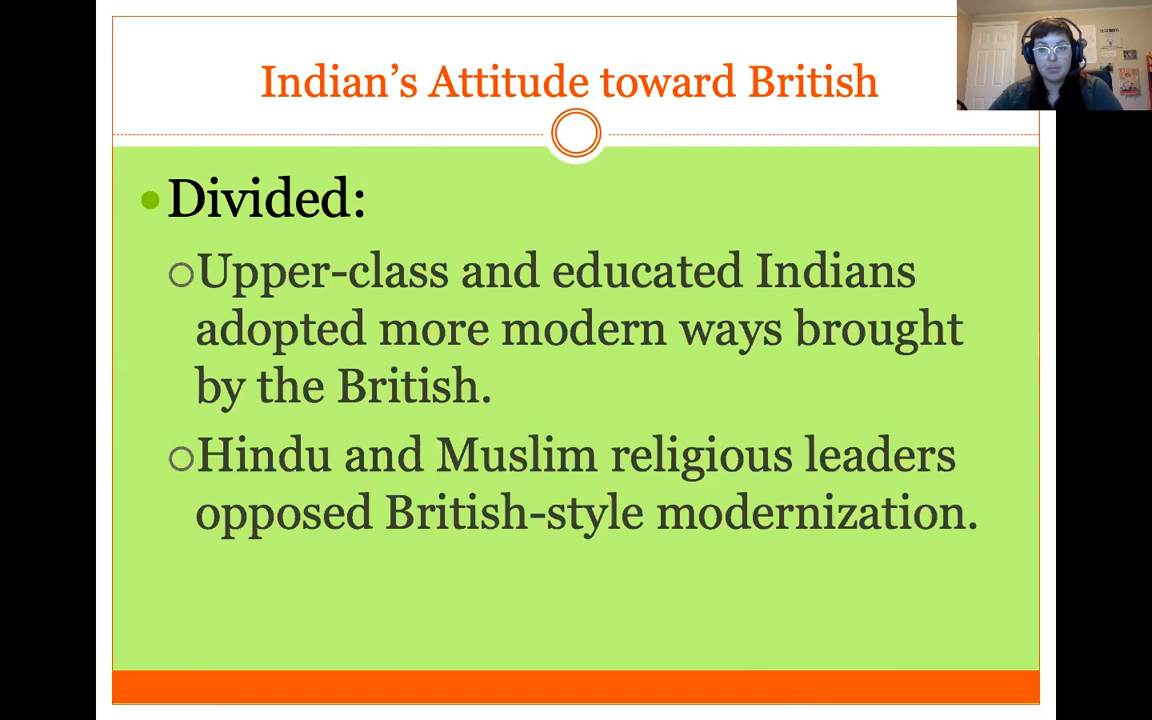 Indian's Attitude toward British
Divided:
Upper-class and educated Indians
adopted more modern ways brought
by the British.
Hindu and Muslim religious leaders
opposed British-style modernization.